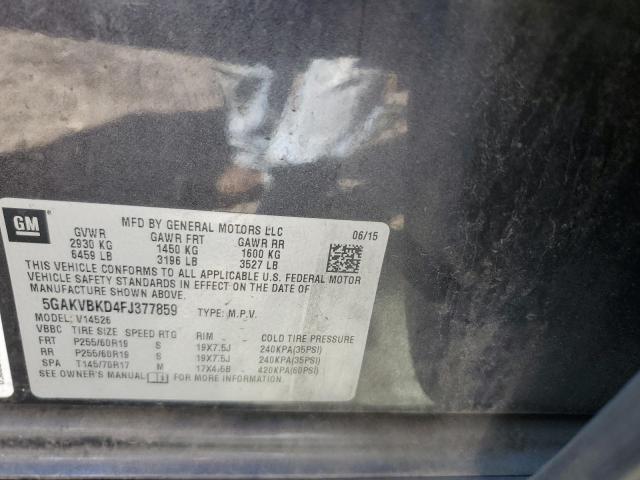 GM
MFD BY GENERAL MOTORS LLC
06/15
GVWR GAWR FRT GAWR RR
2930 KG 1450 KG 1600 KG
6459 LB 3196 LB 3527 LB
THIS VEHICLE CONFORMS TO ALL APPLICABLE U.S. FEDERAL MOTOR
VEHICLE SAFETY STANDARDS IN EFFECT ON THE DATE OF
MANUFACTURE SHOWN ABOVE.
5GAKVBKD4FJ377859 TYPE: M.P.V.
MODEL: V14526
VBBC TIRE SIZE SPEED RTG RIM COLD TIRE PRESSURE
FRT P255/60R19 S 19X7.5J 240KPA(35PSI)
RR P255/60R19 S 19X7.5J 240KPA(35PSI)
SPA T145/70R17 M 17X4.5B 420KPA(60PSI)
SEE OWNER'S MANUAL FOR MORE INFORMATION.